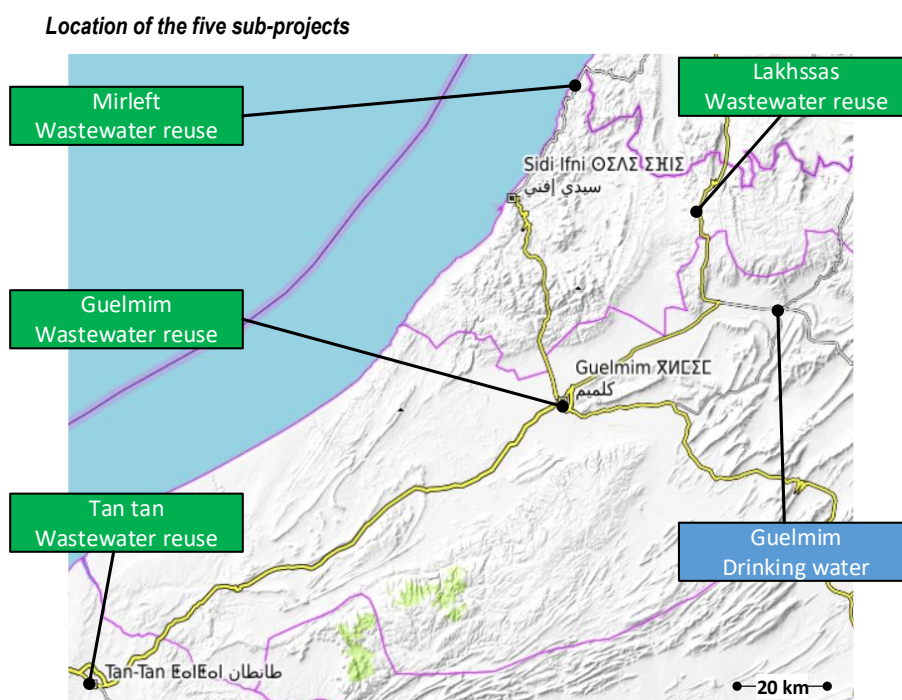 Location of the five sub-projects
Mirleft
Wastewater reuse
Lakhssas
Wastewater reuse
Sidi Ifni ⵙⵉⴷⵉ ⵉⴼⵏⵉ
سيدي إفني
Guelmim
Wastewater reuse
Guelmim ⴳⵍⵎⵉⵎ
كلميم
Tan tan
Wastewater reuse
Guelmim
Drinking water
Tan-Tan ⵟⴰⵏⵟⴰⵏ طانطان
20 km